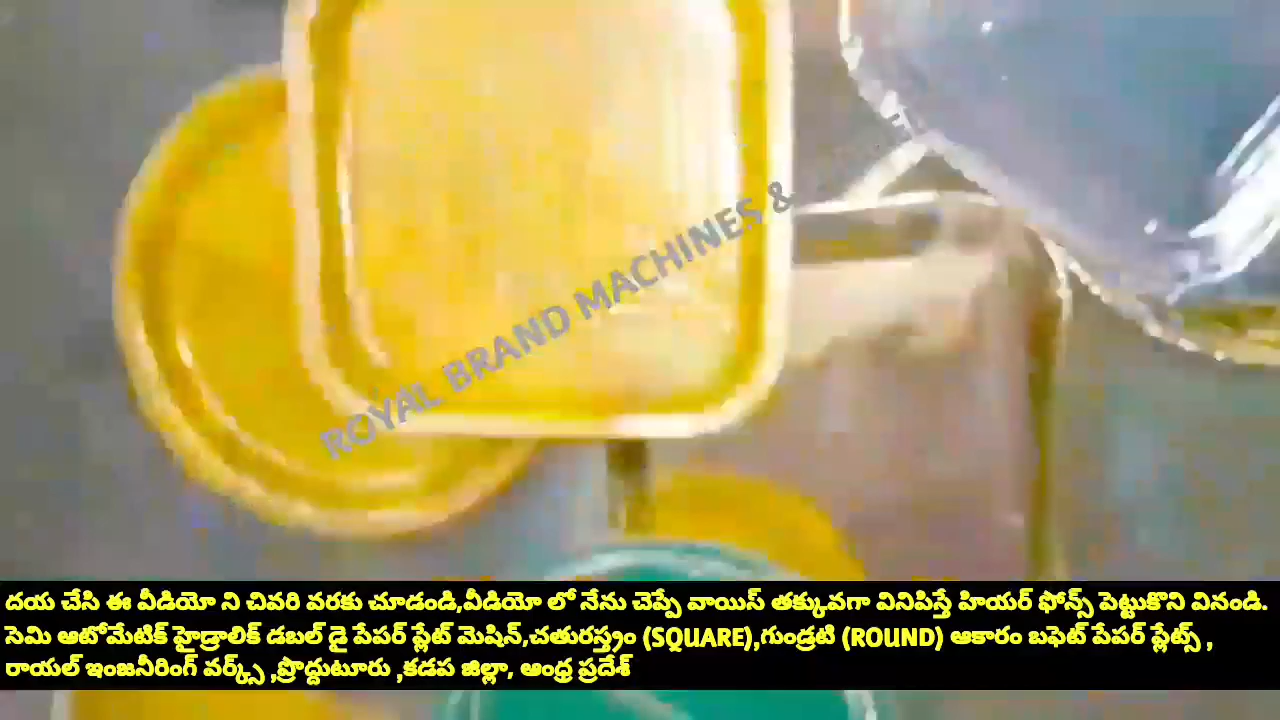 ROYAL BRAND MACHINES &
దయ చేసి ఈ వీడియో ని చివరి వరకు చూడండి,వీడియో లో నేను చెప్పే వాయిస్ తక్కువగా వినిపిస్తే హియర్ ఫోన్స్ పెట్టుకొని వినండి.
సెమి ఆటోమేటిక్ హైడ్రాలిక్ డబల్ డై పేపర్ ప్లేట్ మెషిన్,చతురస్త్రం (SQUARE),గుండ్రటి (ROUND) ఆకారం బఫెట్ పేపర్ ప్లేట్స్ ,
రాయల్ ఇంజనీరింగ్ వర్క్స్ ,ప్రొద్దుటూరు ,కడప జిల్లా, ఆంధ్ర ప్రదేశ్